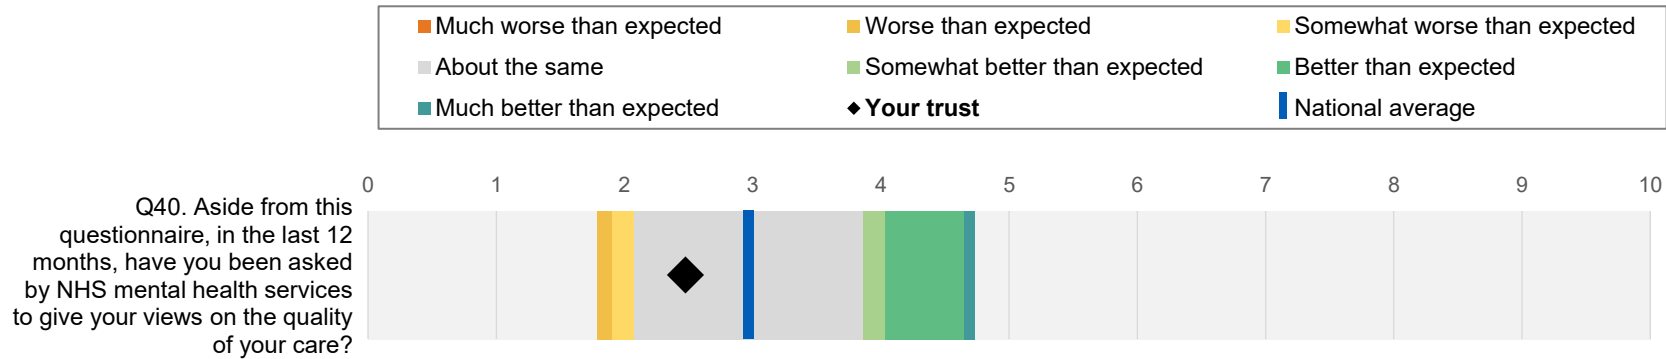 Much worse than expected
Worse than expected
Somewhat worse than expected
About the same
Somewhat better than expected
Better than expected
Much better than expected
Your trust
National average
0 1 2 3 4 5 6 7 8 9 10
Q40. Aside from this
questionnaire, in the last 12
months, have you been asked
by NHS mental health services
to give your views on the quality
of your care?